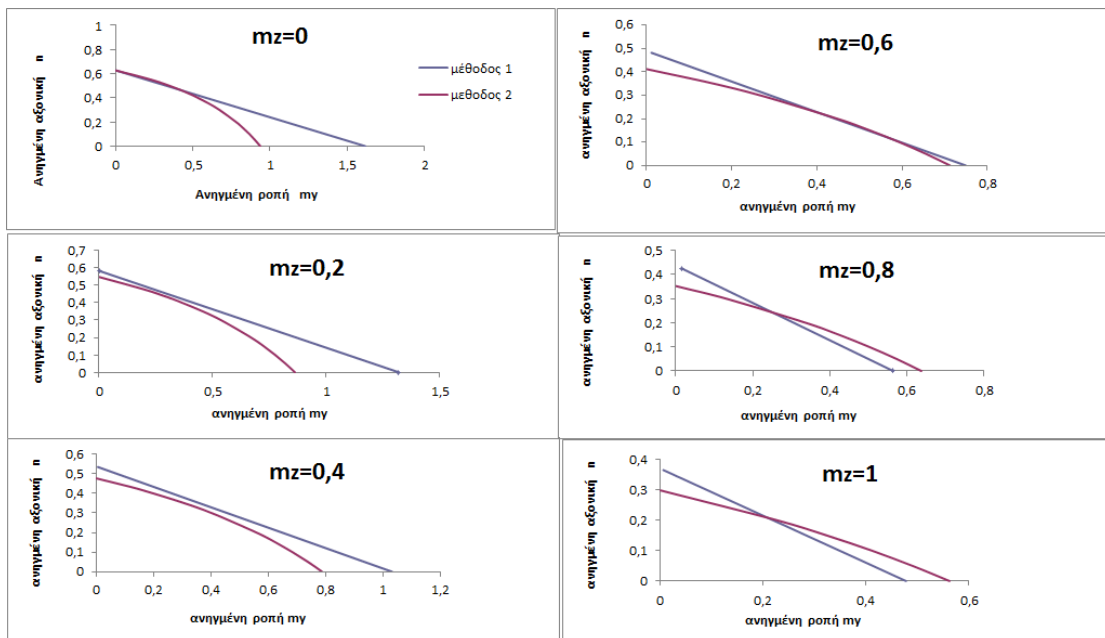 mz=0
Ανηγμένη αξονική n
1
0,8
0,6
0,4
0,2
0
0 0,5 1 1,5 2
Ανηγμένη ροπή my
μέθοδος 1
μεθοδος 2
mz=0,6
ανηγμένη αξονική n
0,6
0,5
0,4
0,3
0,2
0,1
0
0 0,2 0,4 0,6 0,8
ανηγμένη ροπή my
mz=0,2
ανηγμένη αξονική n
0,7
0,6
0,5
0,4
0,3
0,2
0,1
0
0 0,5 1 1,5
ανηγμένη ροπή my
mz=0,8
ανηγμένη αξονική n
0,5
0,4
0,3
0,2
0,1
0
0 0,2 0,4 0,6 0,8
ανηγμένη ροπή my
mz=0,4
ανηγμένη αξονική n
0,6
0,5
0,4
0,3
0,2
0,1
0
0 0,2 0,4 0,6 0,8 1 1,2
ανηγμένη ροπή my
mz=1
ανηγμένη αξονική n
0,4
0,3
0,2
0,1
0
0 0,2 0,4 0,6
ανηγμένη ροπή my